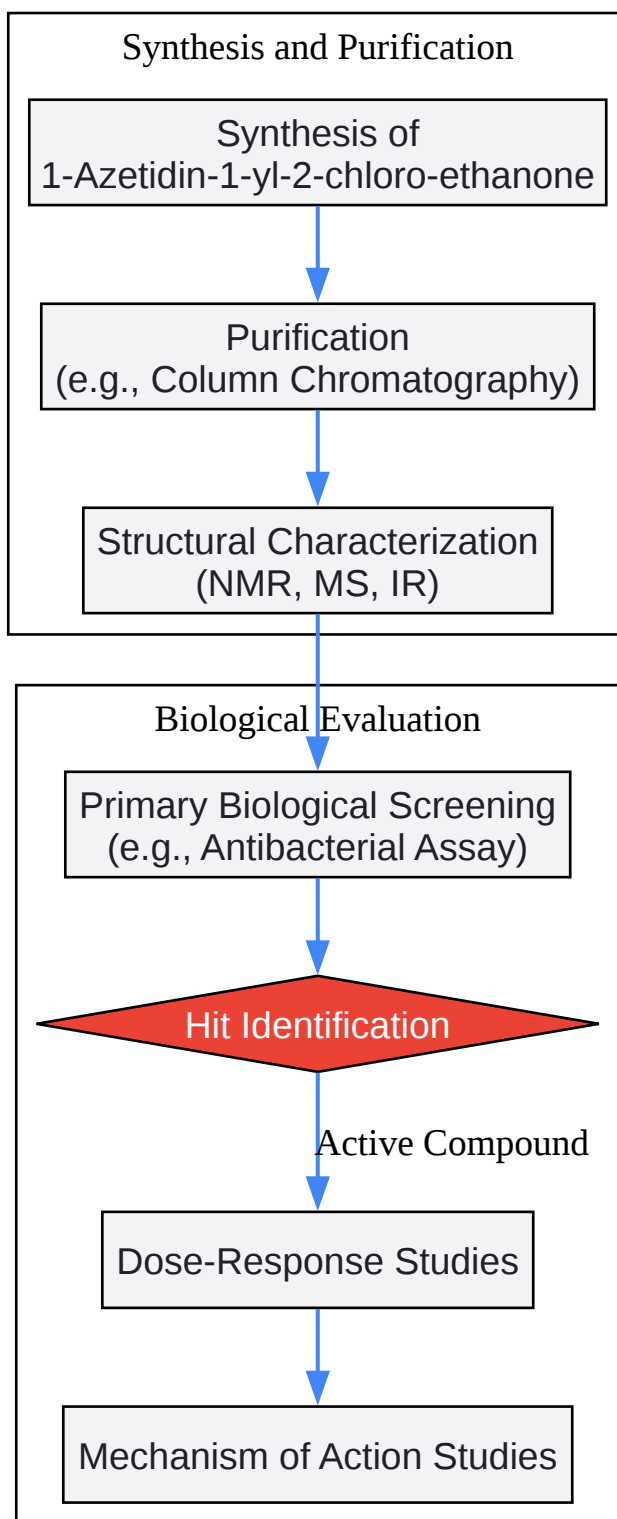 Synthesis and Purification
Synthesis of
1-Azetidin-1-yl-2-chloro-ethanone
Purification
(e.g., Column Chromatography)
Structural Characterization
(NMR, MS, IR)
Biological Evaluation
Primary Biological Screening
(e.g., Antibacterial Assay)
Hit Identification
Active Compound
Dose-Response Studies
Mechanism of Action Studies